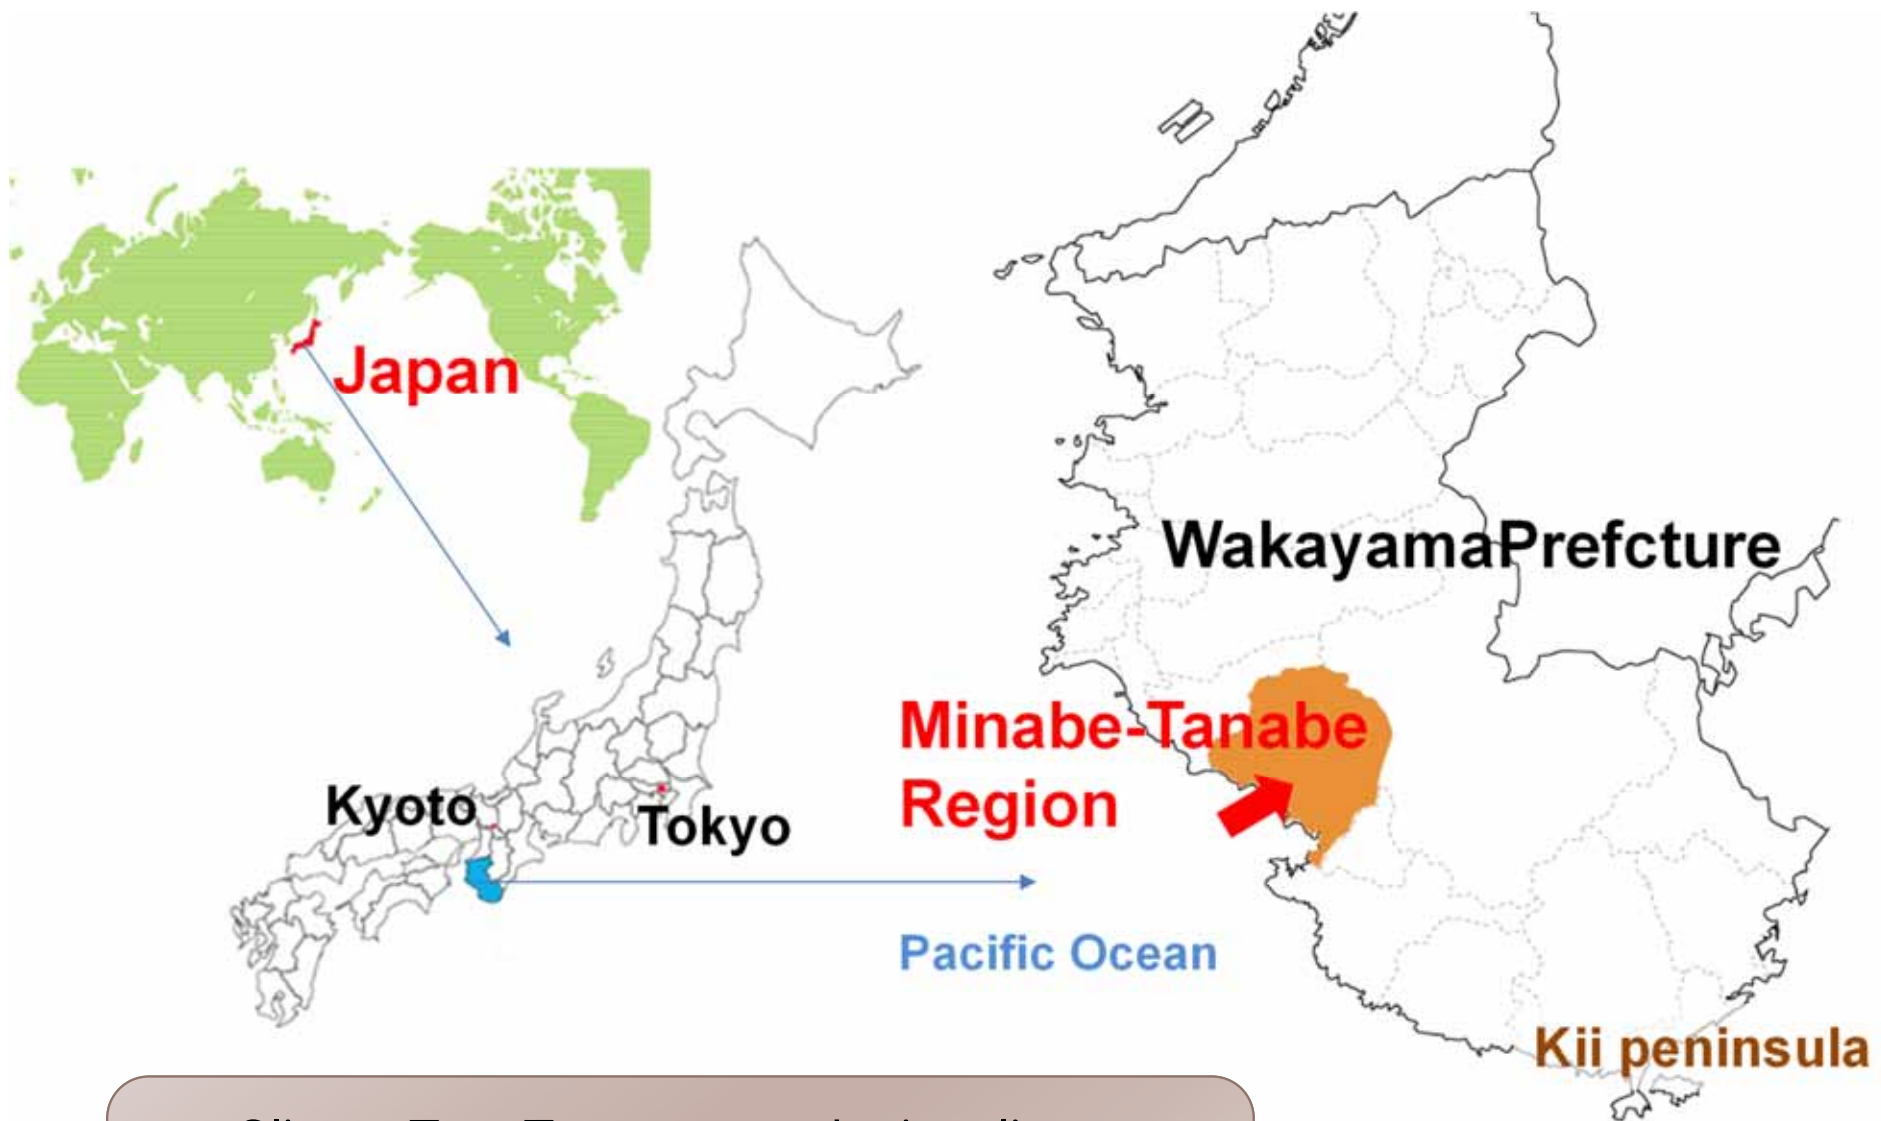 Japan
WakayamaPrefcture
Minabe-Tanabe
Region
Kyoto
Tokyo
Pacific Ocean
Kii peninsula